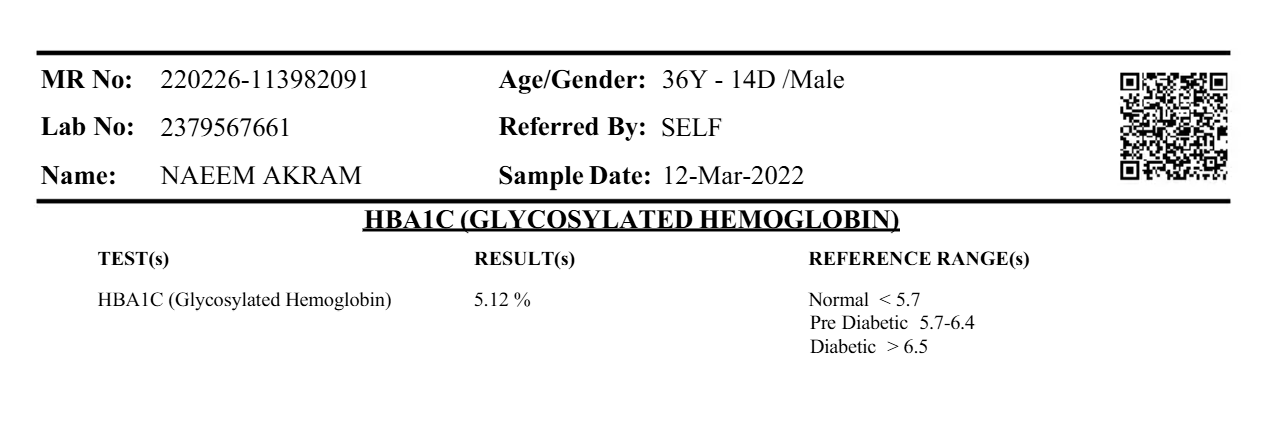 MR No: 220226-113982091 Age/Gender: 36Y - 14D /Male
Lab No: 2379567661 Referred By: SELF
Name: NAEEM AKRAM Sample Date: 12-Mar-2022
HBA1C (GLYCOSYLATED HEMOGLOBIN)
TEST(s) RESULT(s) REFERENCE RANGE(s)
HBA1C (Glycosylated Hemoglobin) 5.12 % Normal < 5.7
Pre Diabetic 5.7-6.4
Diabetic > 6.5